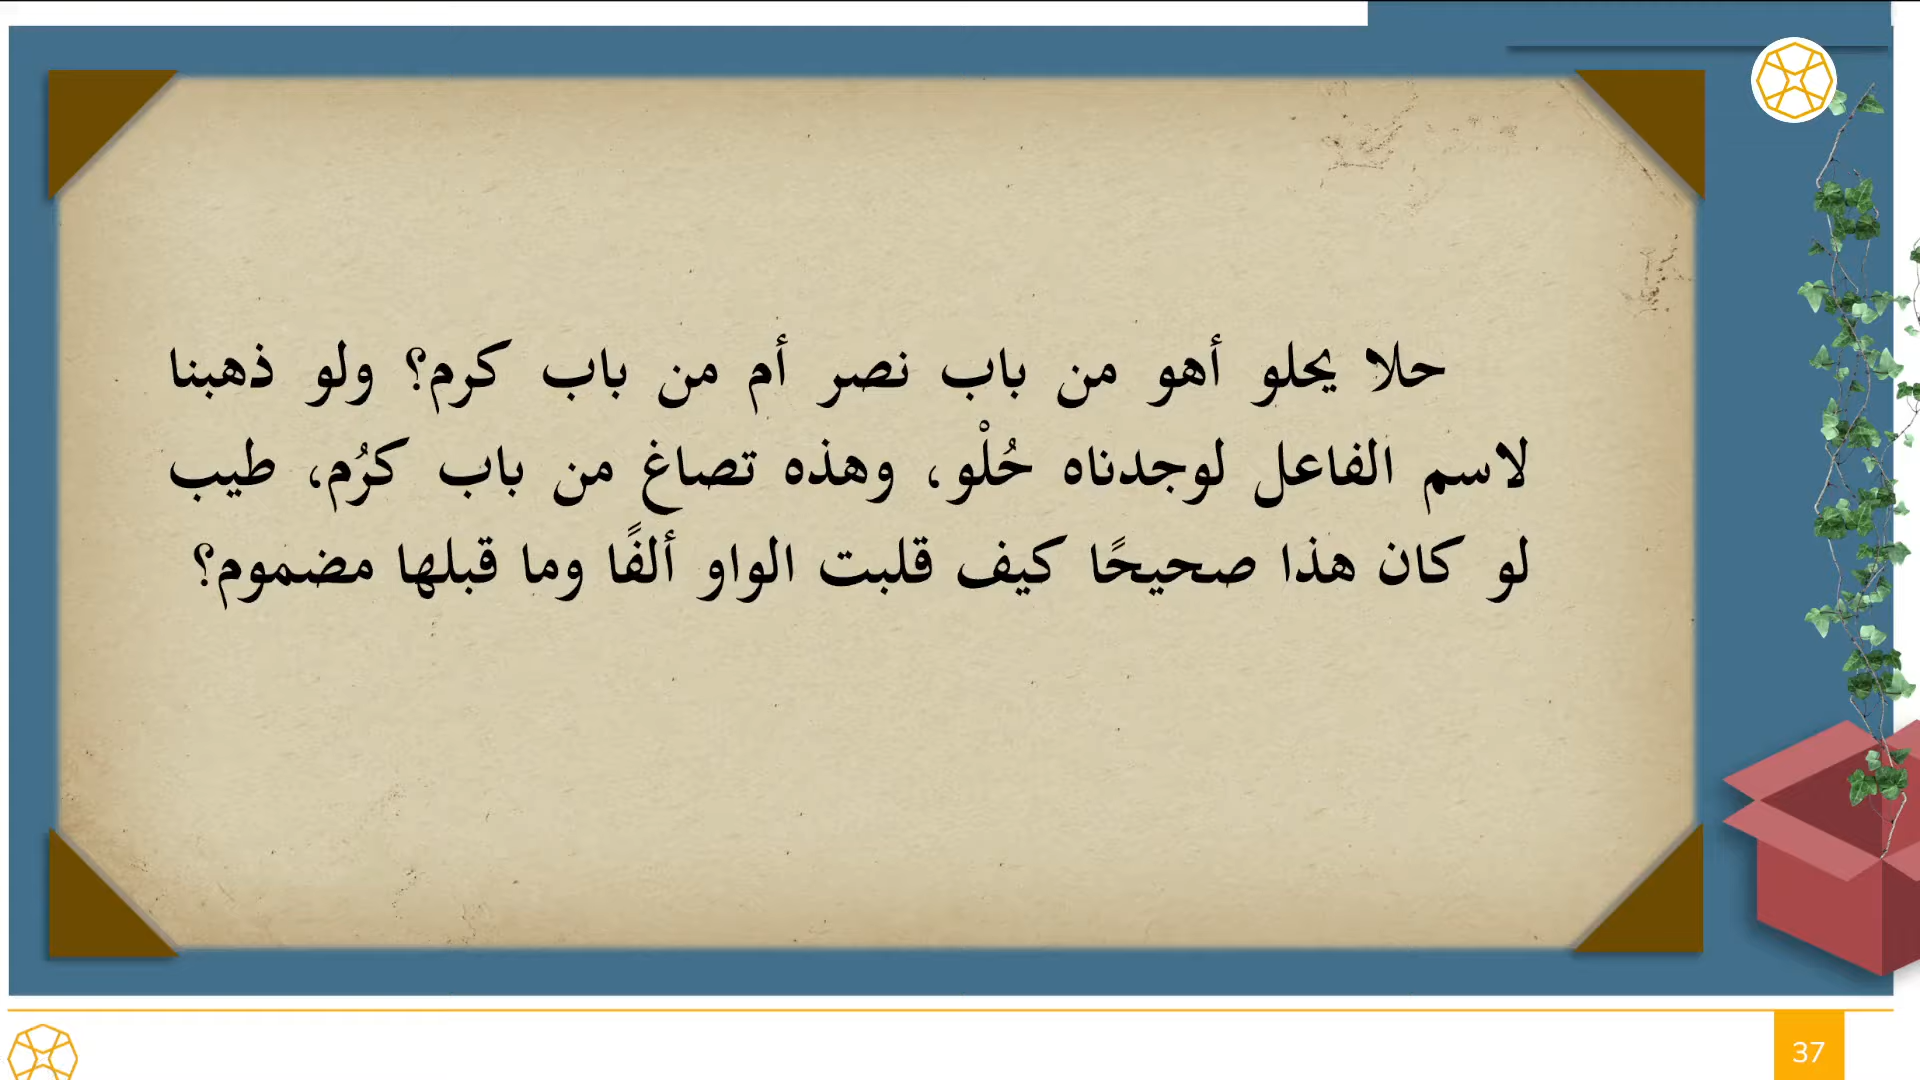 حلا يحلو أهو من باب نصر أم من باب كرم؟ ولو ذهبنا
لاسم الفاعل لوجدناه حُلْو، وهذه تصاغ من باب كرُم، طيب
لو كان هذا صحيحًا كيف قلبت الواو ألفًا وما قبلها مضموم؟
37